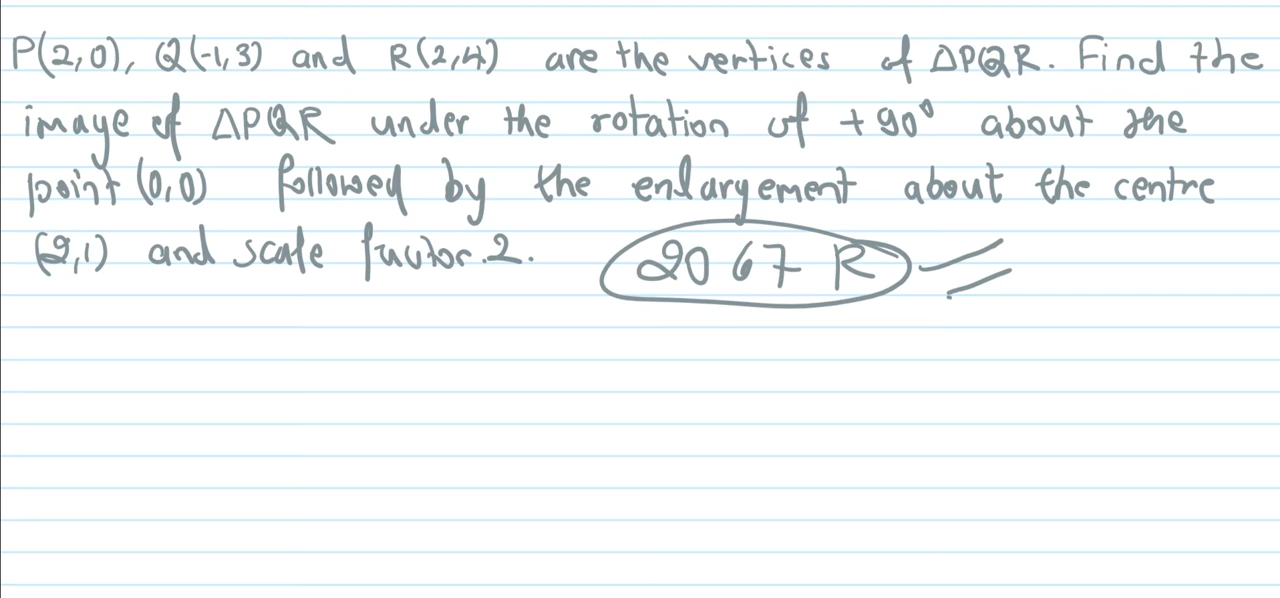 P(2,0), Q(-1,3) and R(2,4) are the vertices of ΔPQR. Find the
image of ΔPQR under the rotation of +90° about the
point (0,0) followed by the enlargement about the centre
(2,1) and scale factor.2. 2067 R